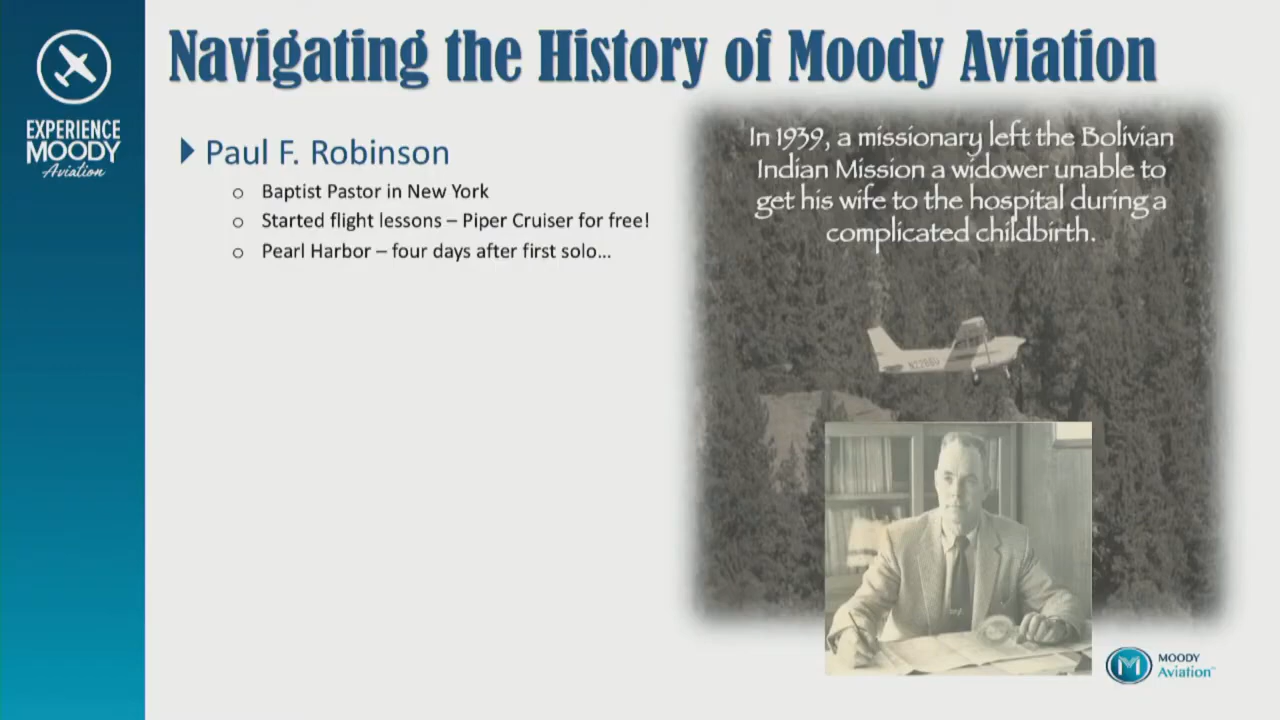 Navigating the History of Moody Aviation
EXPERIENCE
MOODY
Aviation
Paul F. Robinson
Baptist Pastor in New York
Started flight lessons – Piper Cruiser for free!
Pearl Harbor – four days after first solo...
In 1939, a missionary left the Bolivian
Indian Mission a widower unable to
get his wife to the hospital during a
complicated childbirth.
MOODY
Aviation